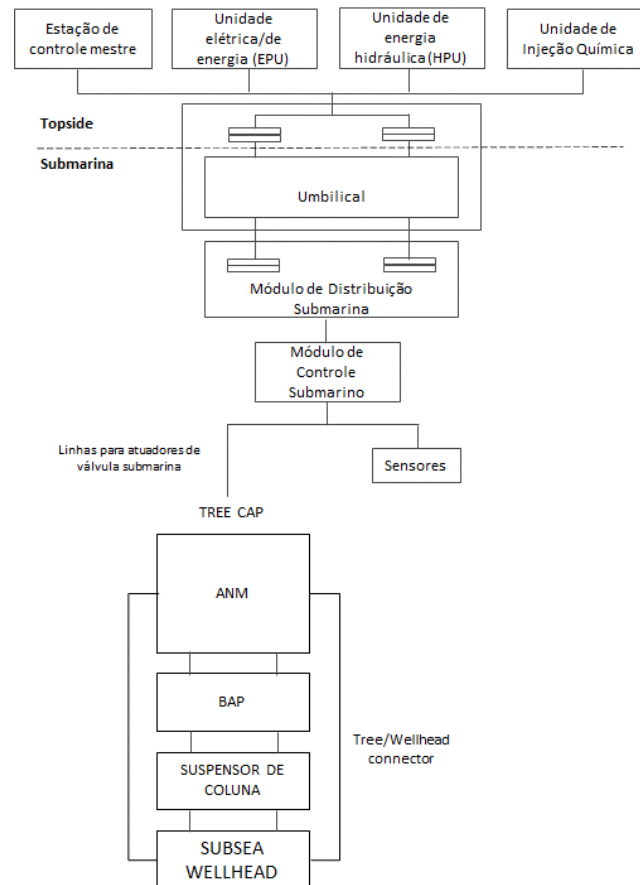 Estação de
controle mestre
Unidade
elétrica/de
energia (EPU)
Unidade de
energia
hidráulica (HPU)
Unidade de
Injeção Química
Topside
Submarina
Umbilical
Módulo de Distribuição
Submarina
Módulo de
Controle
Submarino
Linhas para atuadores de
válvula submarina
Sensores
TREE CAP
ANM
BAP
Tree/Wellhead
connector
SUSPENSOR DE
COLUNA
SUBSEA
WELLHEAD